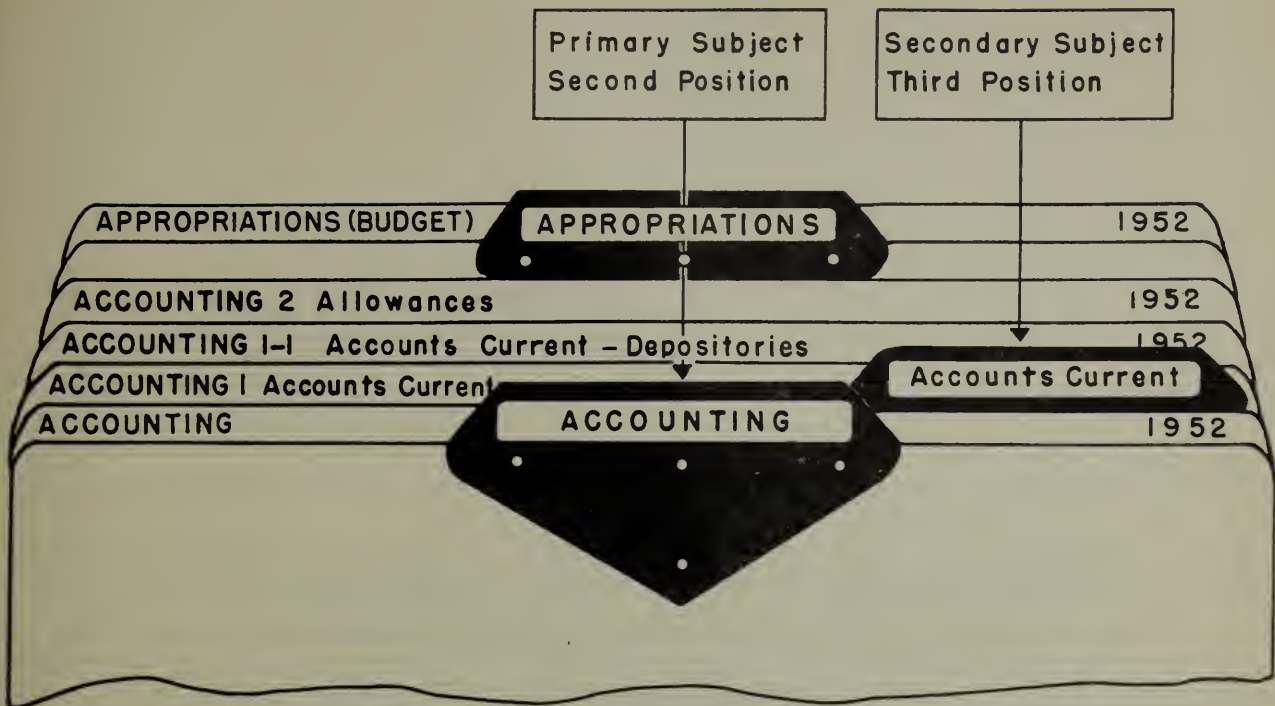 Primary Subject
Second Position
Secondary Subject
Third Position
APPROPRIATIONS (BUDGET) APPROPRIATIONS 1952
ACCOUNTING 2 Allowances 1952
ACCOUNTING 1-1 Accounts Current - Depositories 1952
ACCOUNTING 1 Accounts Current Accounts Current
ACCOUNTING ACCOUNTING 1952